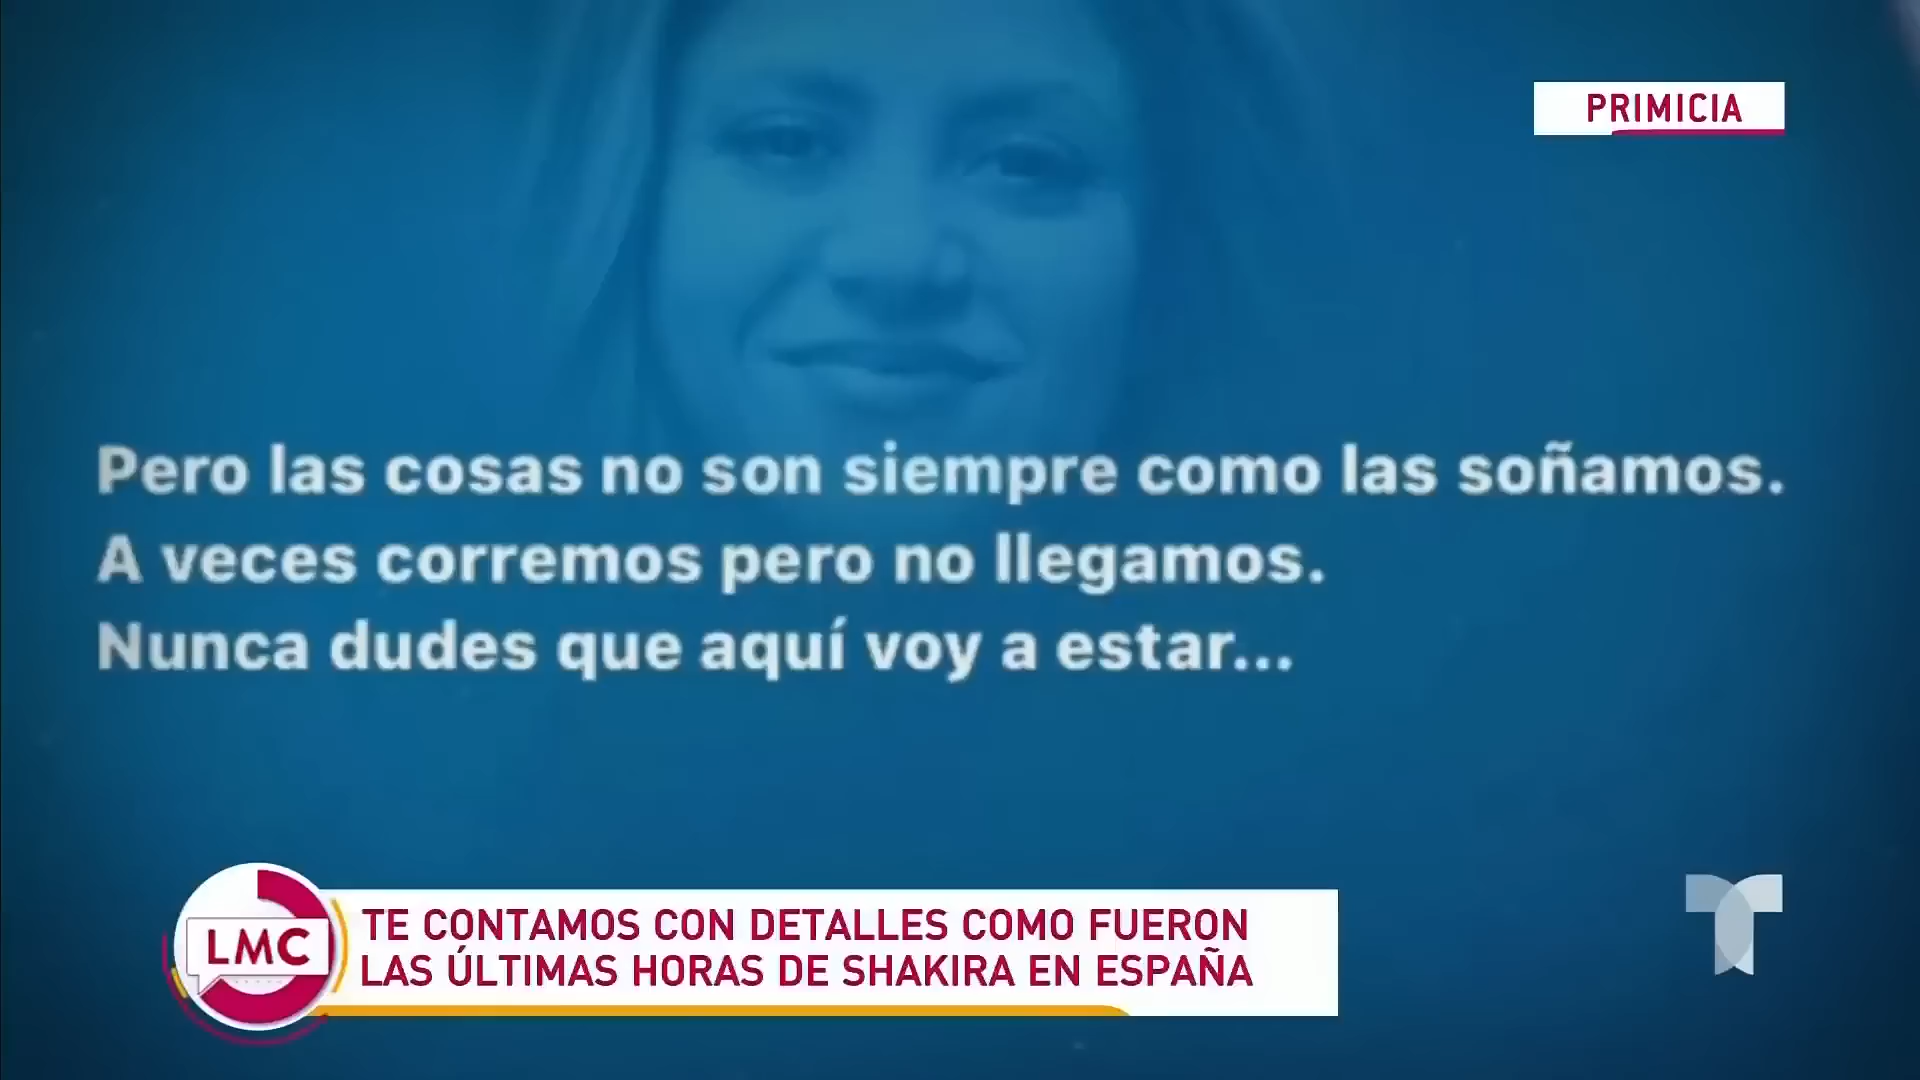 PRIMICIA
Pero las cosas no son siempre como las soñamos.
A veces corremos pero no llegamos.
Nunca dudes que aquí voy a estar...
LMC
TE CONTAMOS CON DETALLES COMO FUERON
LAS ÚLTIMAS HORAS DE SHAKIRA EN ESPAÑA